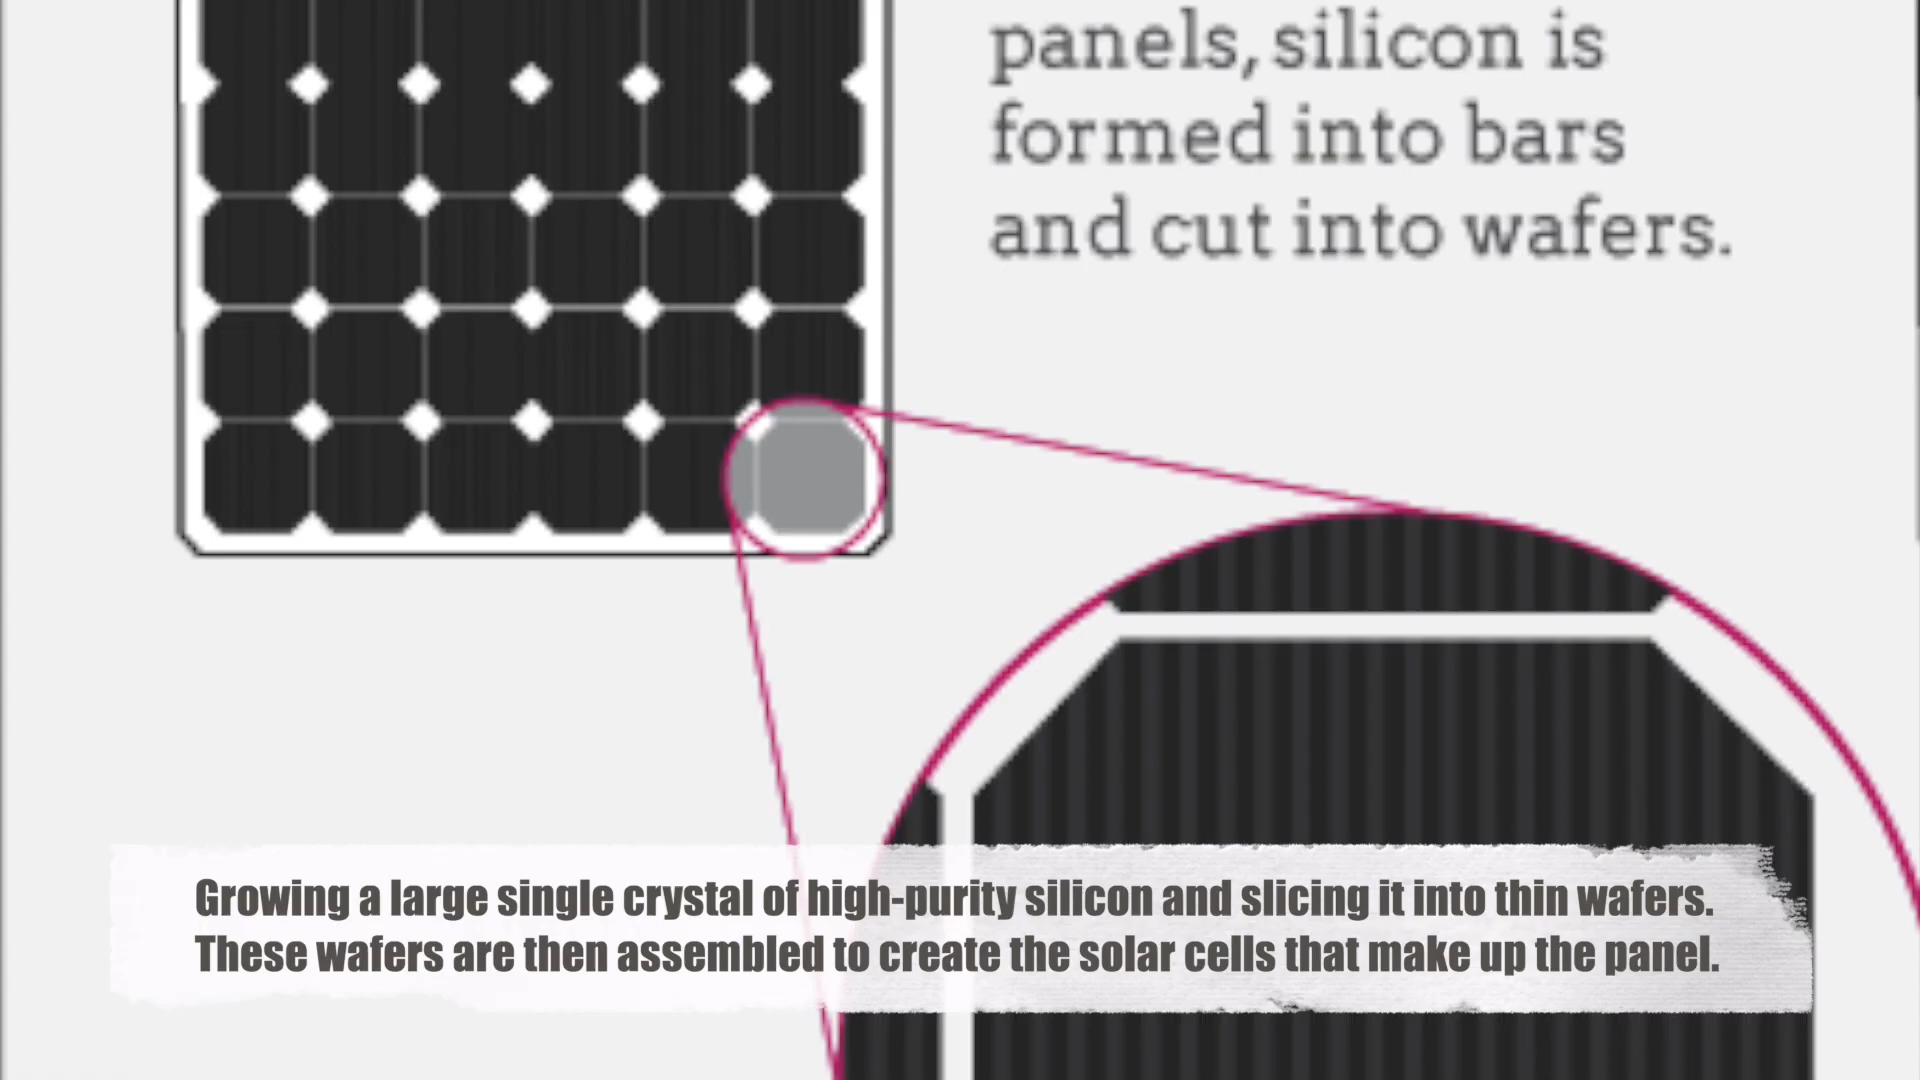 panels, silicon is
formed into bars
and cut into wafers.
Growing a large single crystal of high-purity silicon and slicing it into thin wafers.
These wafers are then assembled to create the solar cells that make up the panel.